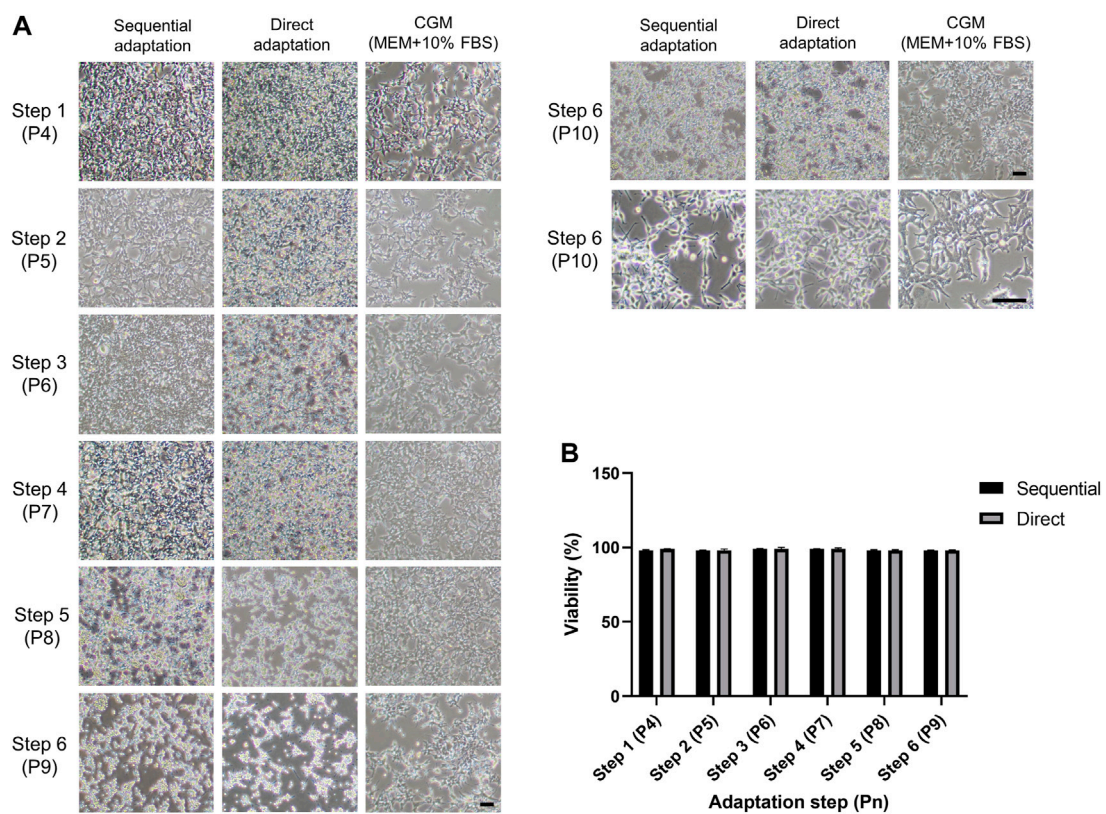 A
Sequential
adaptation
Direct
adaptation
CGM
(MEM+10% FBS)
Step 1
(P4)
Step 2
(P5)
Step 3
(P6)
Step 4
(P7)
Step 5
(P8)
Step 6
(P9)
Sequential
adaptation
Direct
adaptation
CGM
(MEM+10% FBS)
Step 6
(P10)
Step 6
(P10)
B
150
100
50
0
Viability (%)
Sequential
Direct
Step 1 (P4)
Step 2 (P5)
Step 3 (P6)
Step 4 (P7)
Step 5 (P8)
Step 6 (P9)
Adaptation step (Pn)